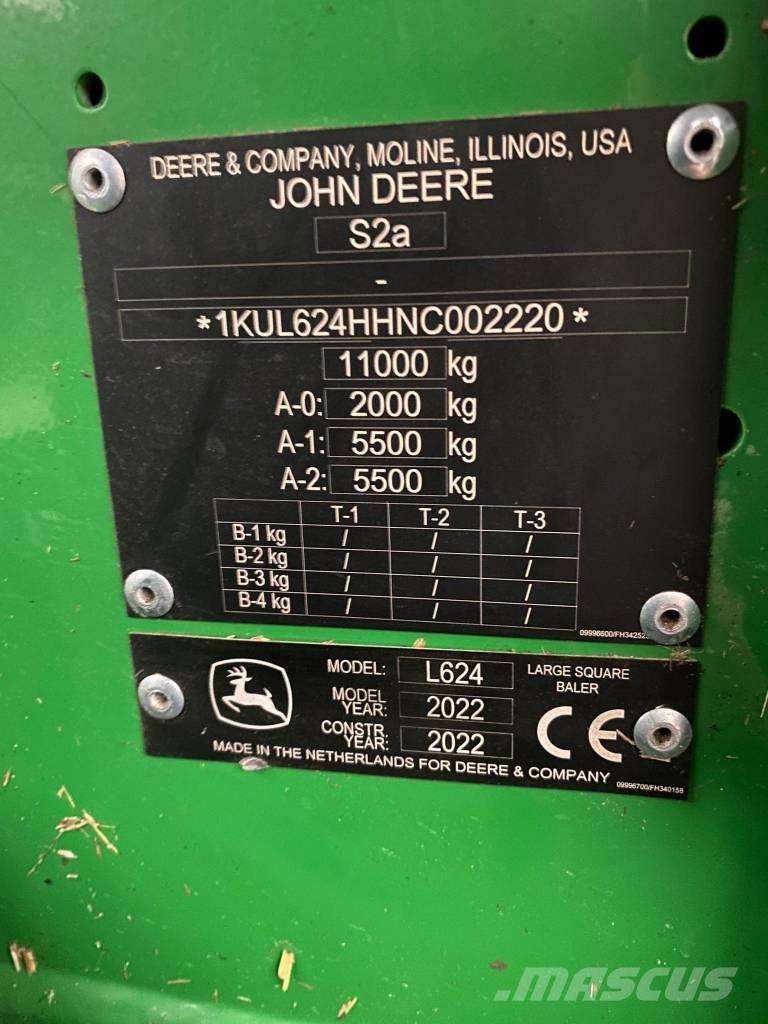 DEERE & COMPANY, MOLINE, ILLINOIS, USA
JOHN DEERE
S2a
-
*1KUL624HHNC002220*
11000 kg
A-0: 2000 kg
A-1: 5500 kg
A-2: 5500 kg
T-1 T-2 T-3
B-1 kg / / /
B-2 kg / / /
B-3 kg / / /
B-4 kg / / /
MODEL: L624 LARGE SQUARE
BALER
MODEL
YEAR: 2022
CONSTR.
YEAR: 2022
CE
MADE IN THE NETHERLANDS FOR DEERE & COMPANY
09996700/FH340158
MASCUS